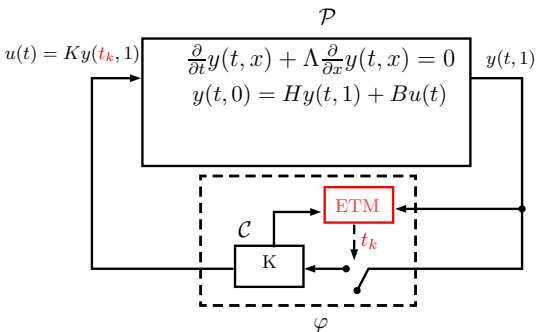 𝒫
u(t) = Ky(t_k, 1)
∂/∂t y(t, x) + Λ ∂/∂x y(t, x) = 0
y(t, 1)
y(t, 0) = Hy(t, 1) + Bu(t)
ETM
𝒞
t_k
K
φ